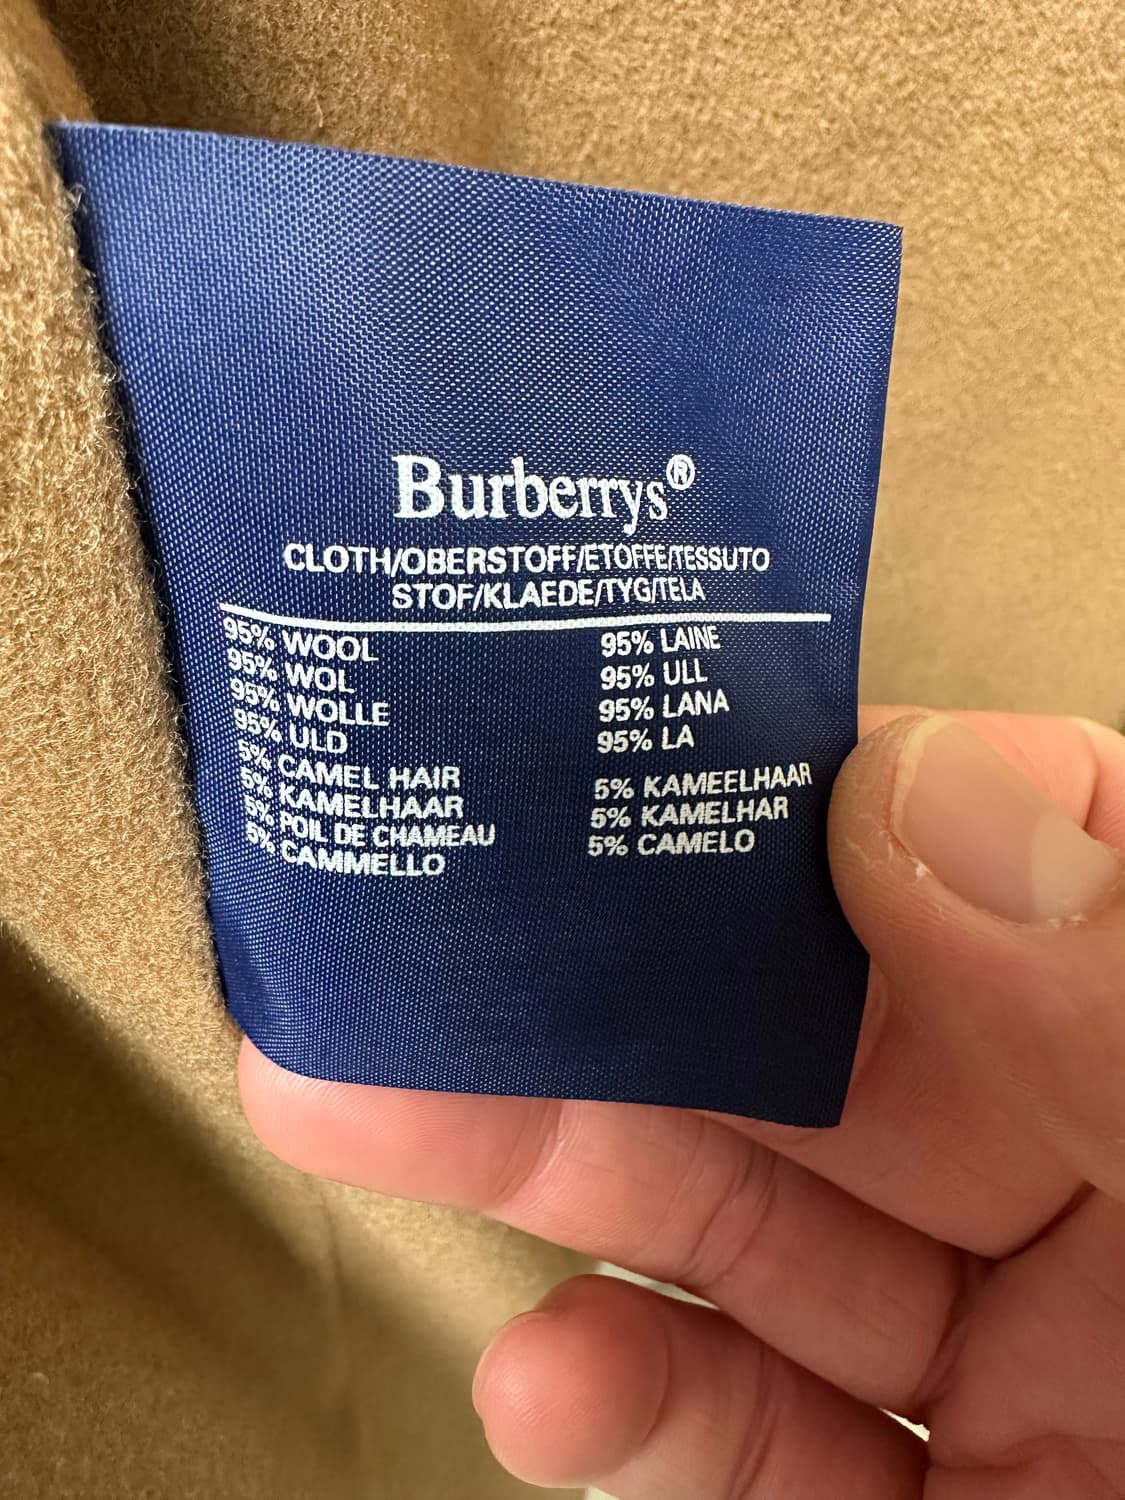 Burberrys®
CLOTH/OBERSTOFF/ETOFFE/TESSUTO
STOF/KLAEDE/TYG/TELA
95% WOOL
95% WOL
95% WOLLE
95% ULD
5% CAMEL HAIR
5% KAMELHAAR
5% POIL DE CHAMEAU
5% CAMMELLO
95% LAINE
95% ULL
95% LANA
95% LA
5% KAMEELHAAR
5% KAMELHAR
5% CAMELO